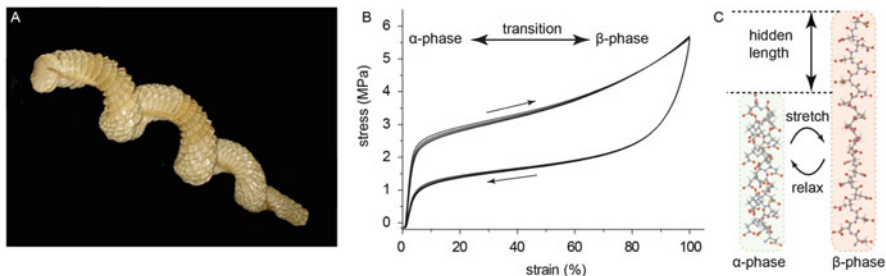 A
B
α-phase
transition
β-phase
6
5
4
3
2
1
0
stress (MPa)
0
20
40
60
80
100
strain (%)
C
hidden
length
stretch
relax
α-phase
β-phase